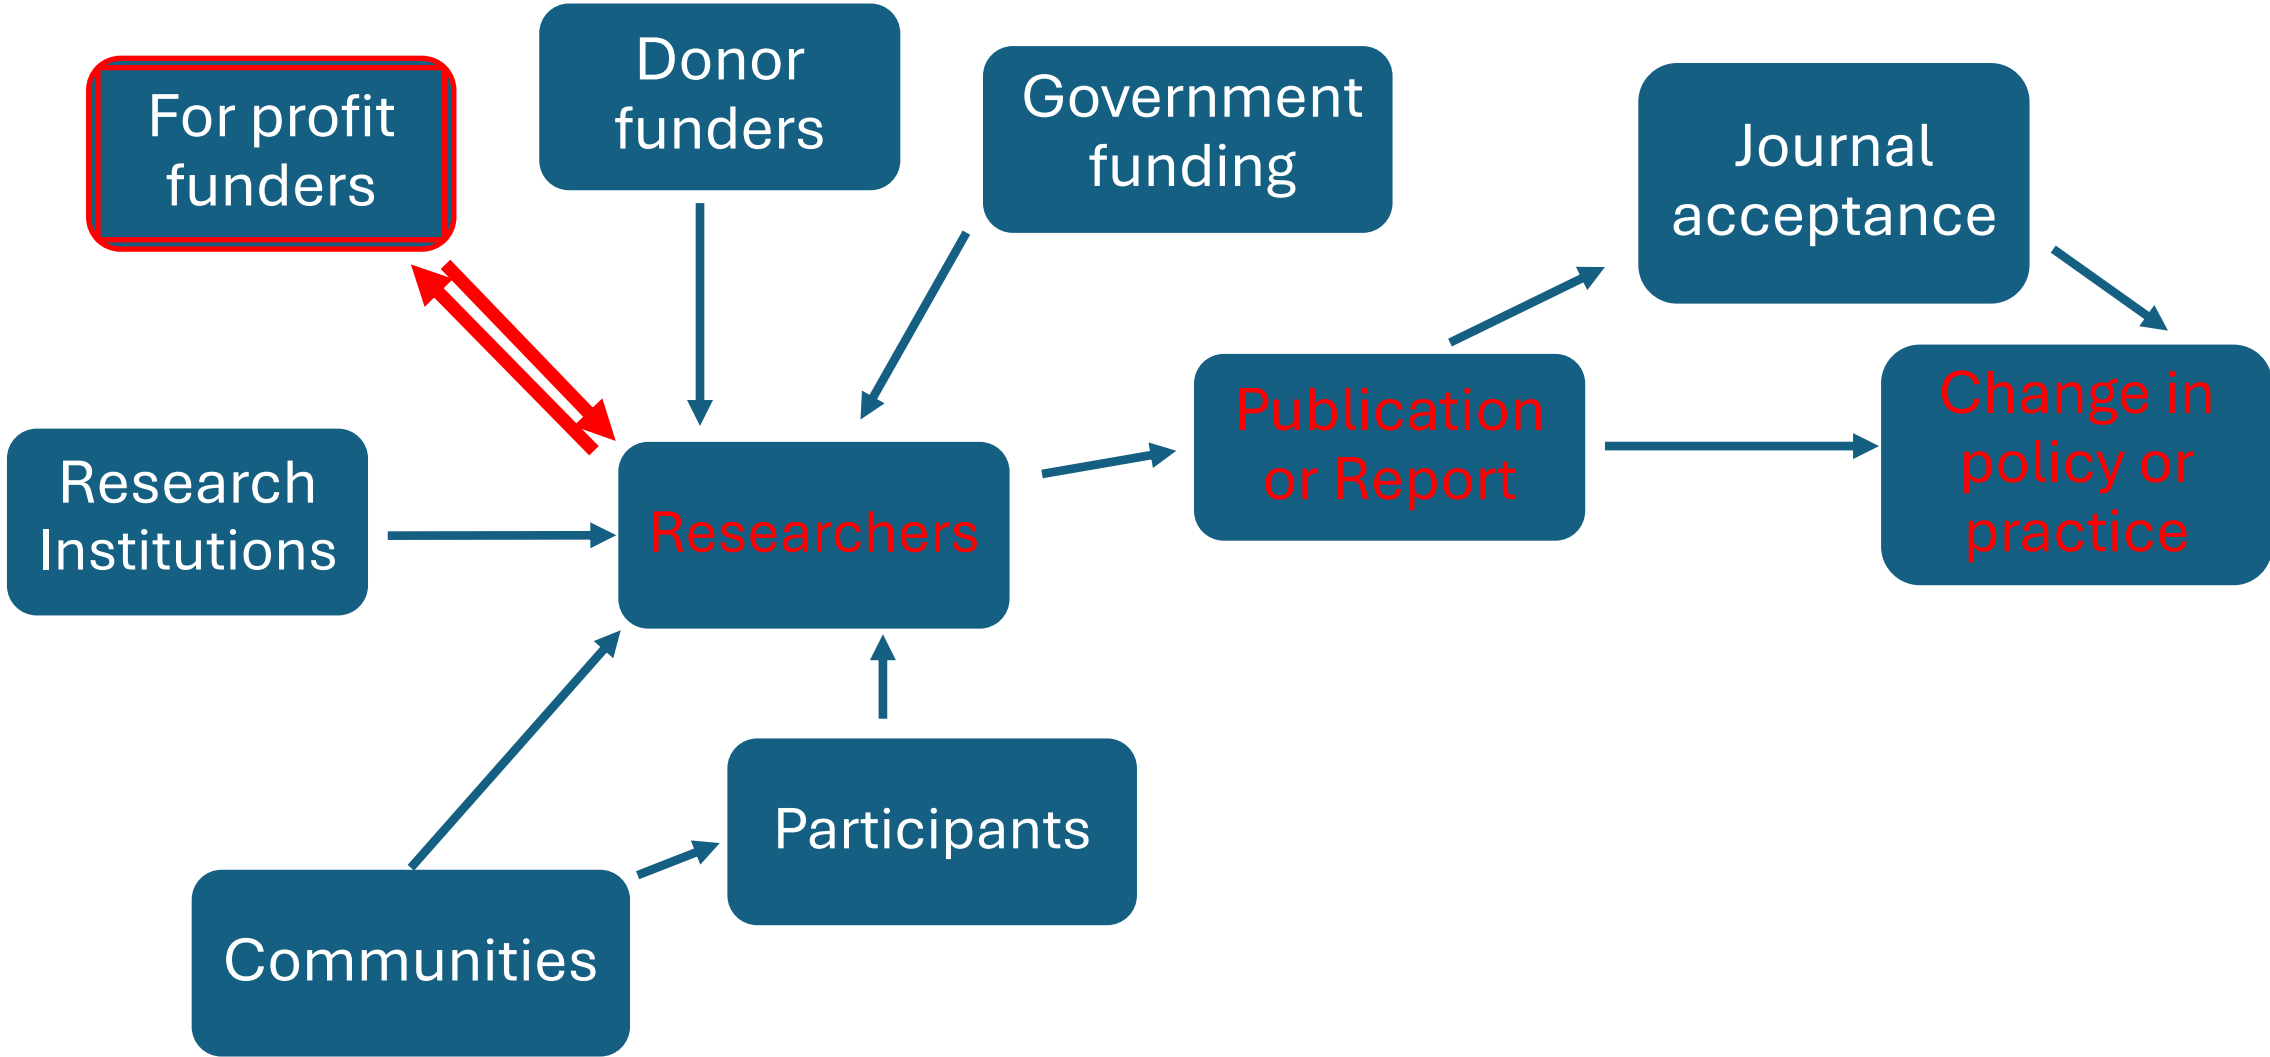 For profit
funders
Donor
funders
Government
funding
Journal
acceptance
Research
Institutions
Researchers
Publication
or Report
Change in
policy or
practice
Participants
Communities